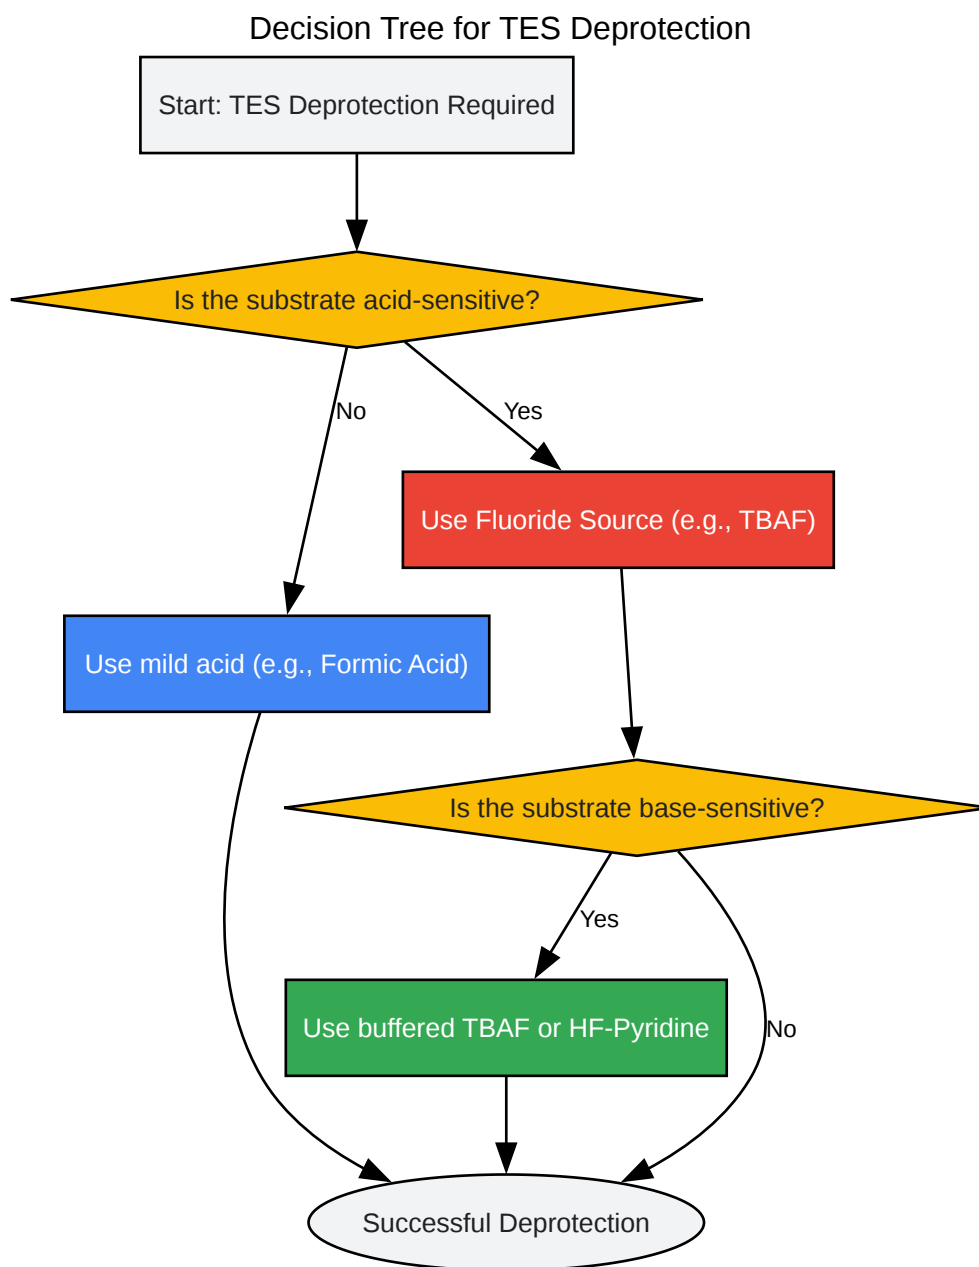 Decision Tree for TES Deprotection
Start: TES Deprotection Required
Is the substrate acid-sensitive?
No
Yes
Use Fluoride Source (e.g., TBAF)
Use mild acid (e.g., Formic Acid)
Is the substrate base-sensitive?
Yes
Use buffered TBAF or HF-Pyridine
No
Successful Deprotection